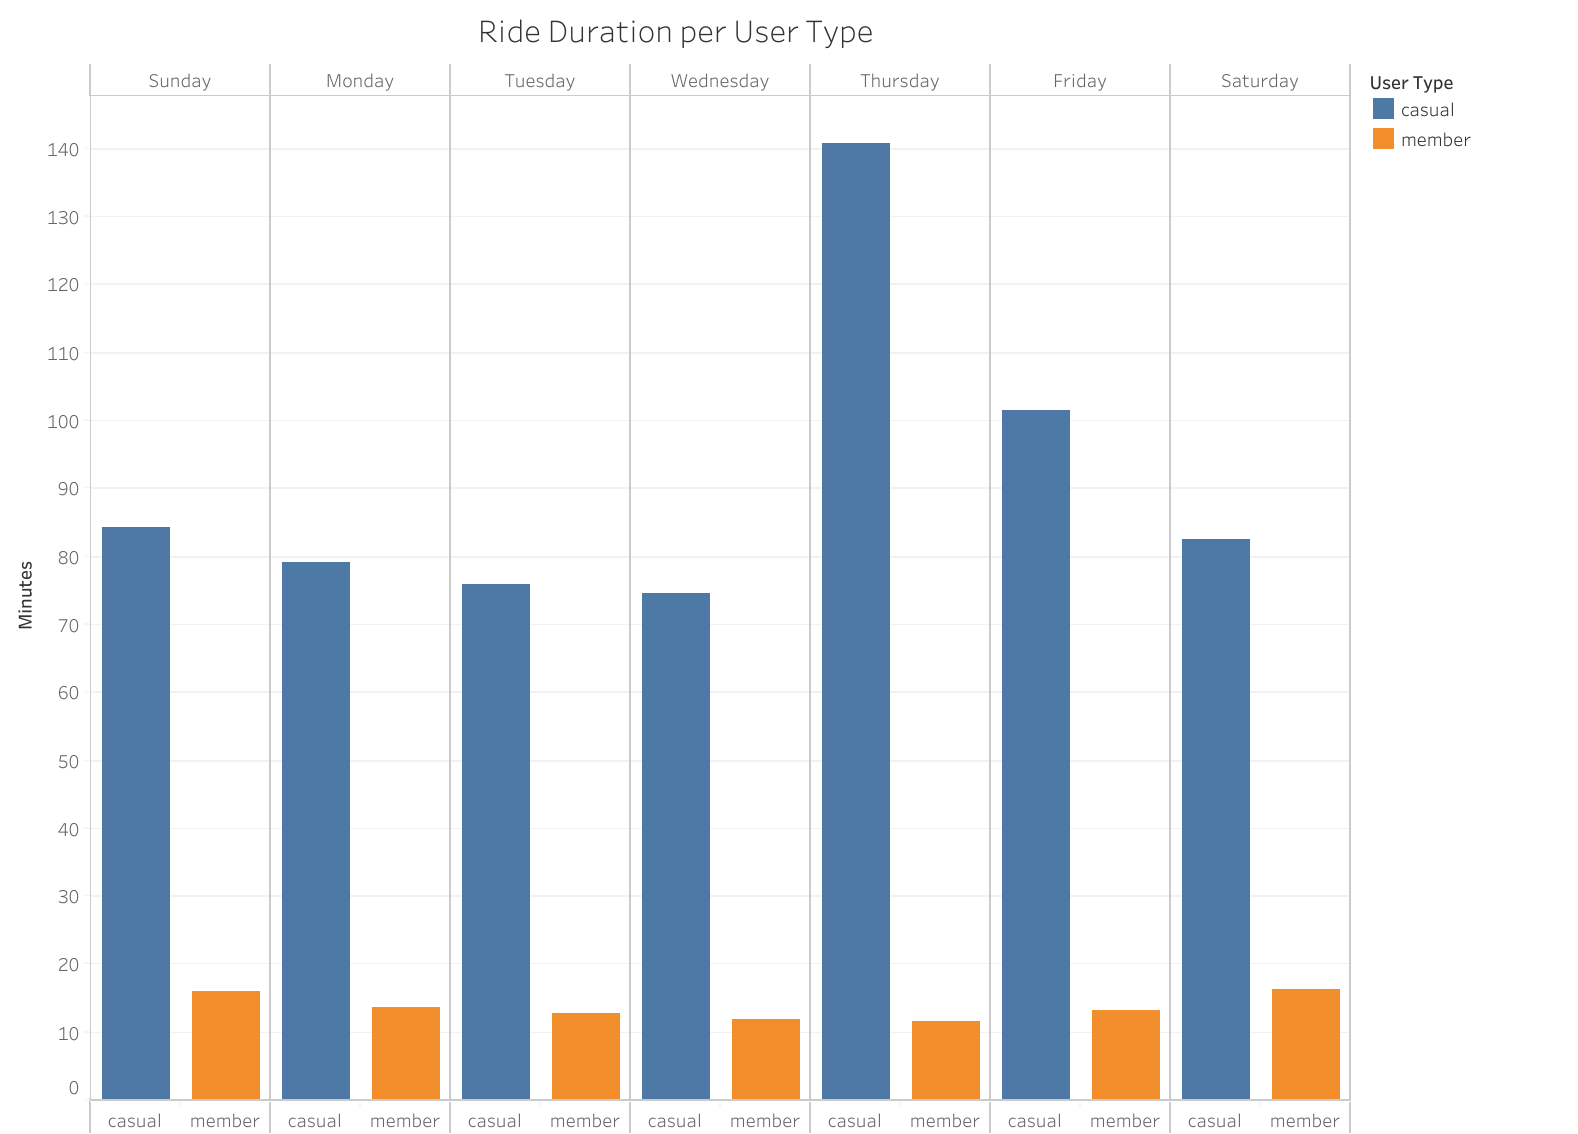 Ride Duration per User Type
Sunday Monday Tuesday Wednesday Thursday Friday Saturday
User Type
casual
member
140
130
120
110
100
90
80
70
60
50
40
30
20
10
0
Minutes
casual member casual member casual member casual member casual member casual member casual member